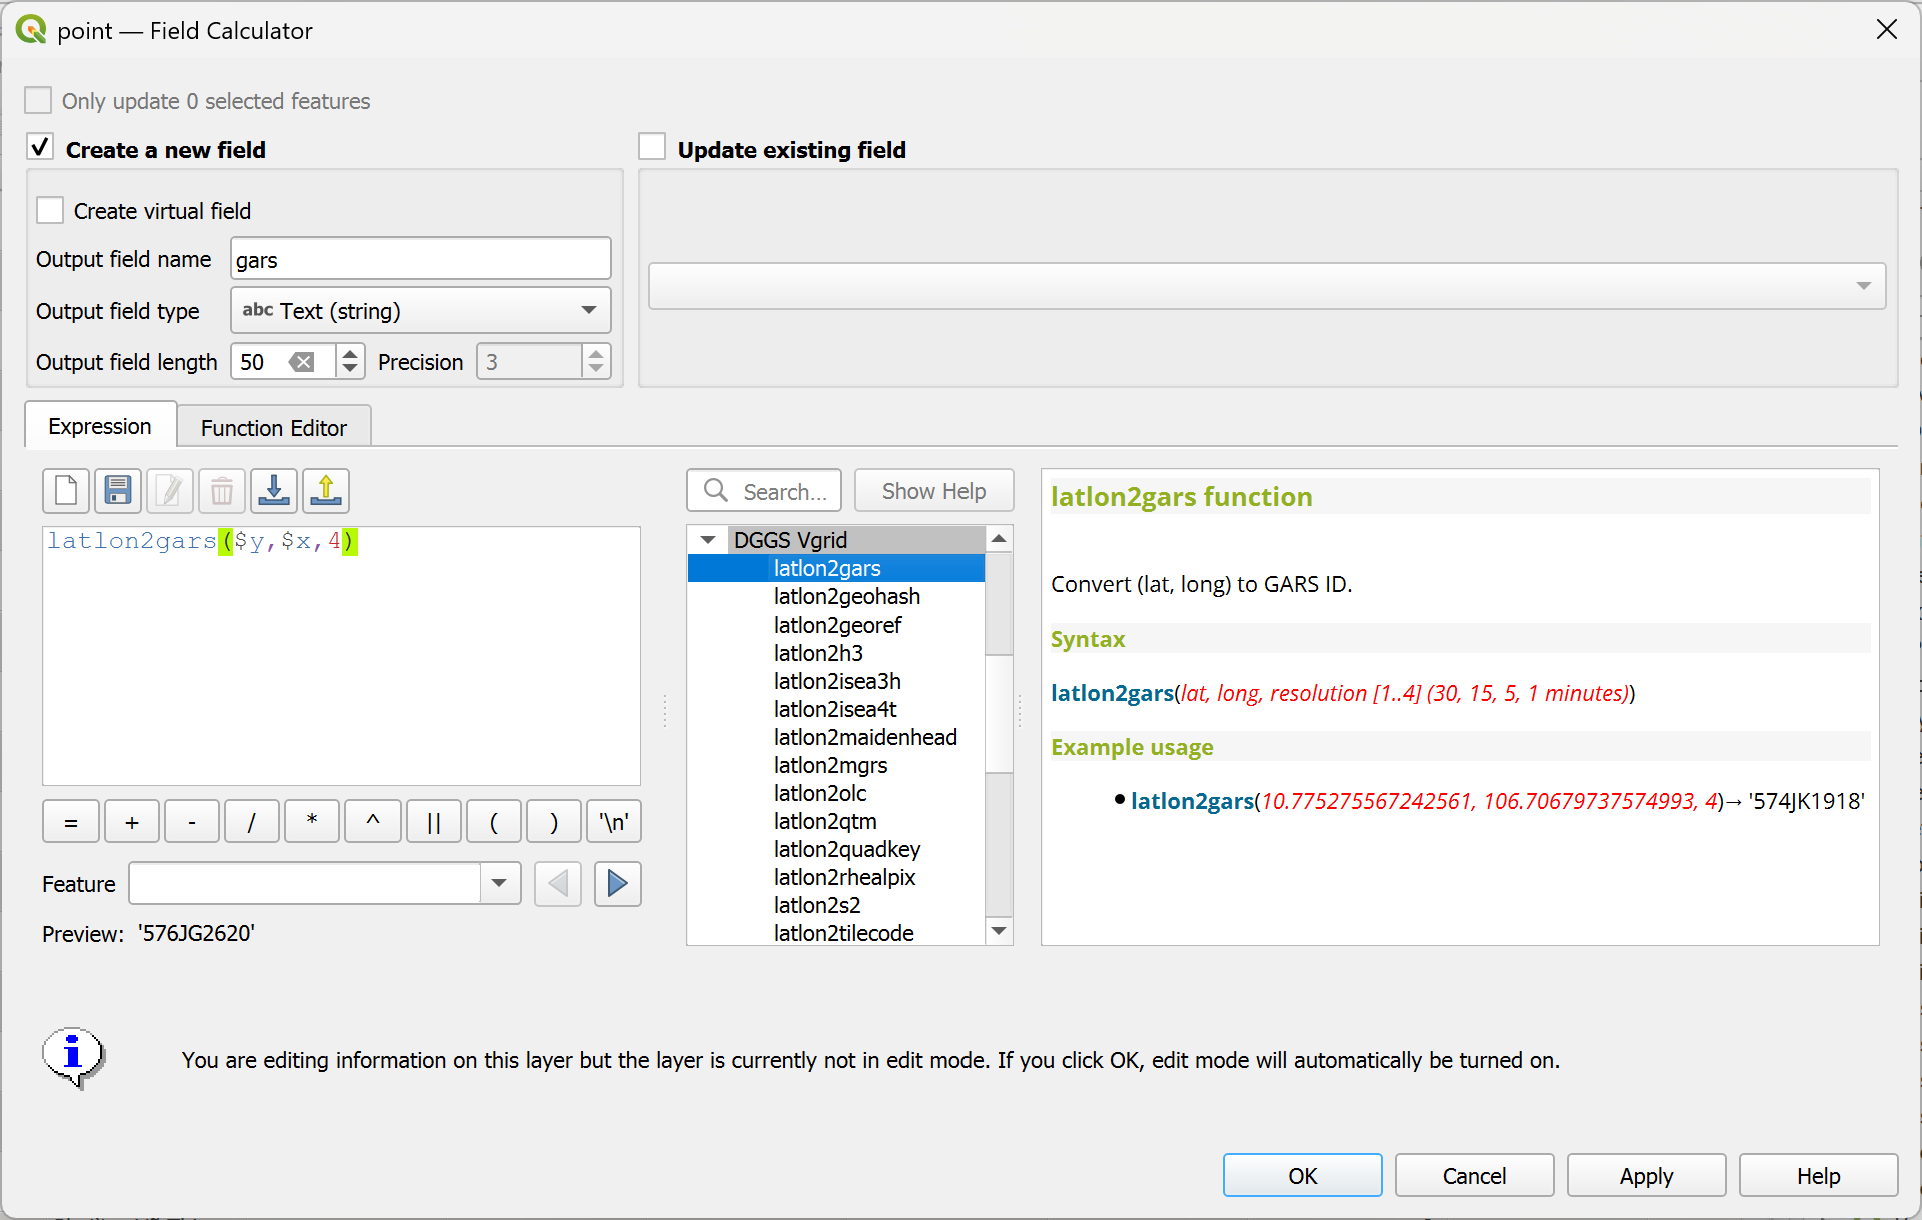 point — Field Calculator
Only update 0 selected features
Create a new field
Update existing field
Create virtual field
Output field name gars
Output field type abc Text (string)
Output field length 50 Precision 3
Expression Function Editor
Search... Show Help
latlon2gars($y,$x,4)
DGGS Vgrid
latlon2gars
latlon2geohash
latlon2georef
latlon2h3
latlon2isea3h
latlon2isea4t
latlon2maidenhead
latlon2mgrs
latlon2olc
latlon2qtm
latlon2quadkey
latlon2rhealpix
latlon2s2
latlon2tilecode
latlon2gars function
Convert (lat, long) to GARS ID.
Syntax
latlon2gars(lat, long, resolution [1..4] (30, 15, 5, 1 minutes))
Example usage
latlon2gars(10.775275567242561, 106.70679737574993, 4)→ '574JK1918'
= + - / * ^ || ( ) '\n'
Feature
Preview: '576JG2620'
You are editing information on this layer but the layer is currently not in edit mode. If you click OK, edit mode will automatically be turned on.
OK Cancel Apply Help